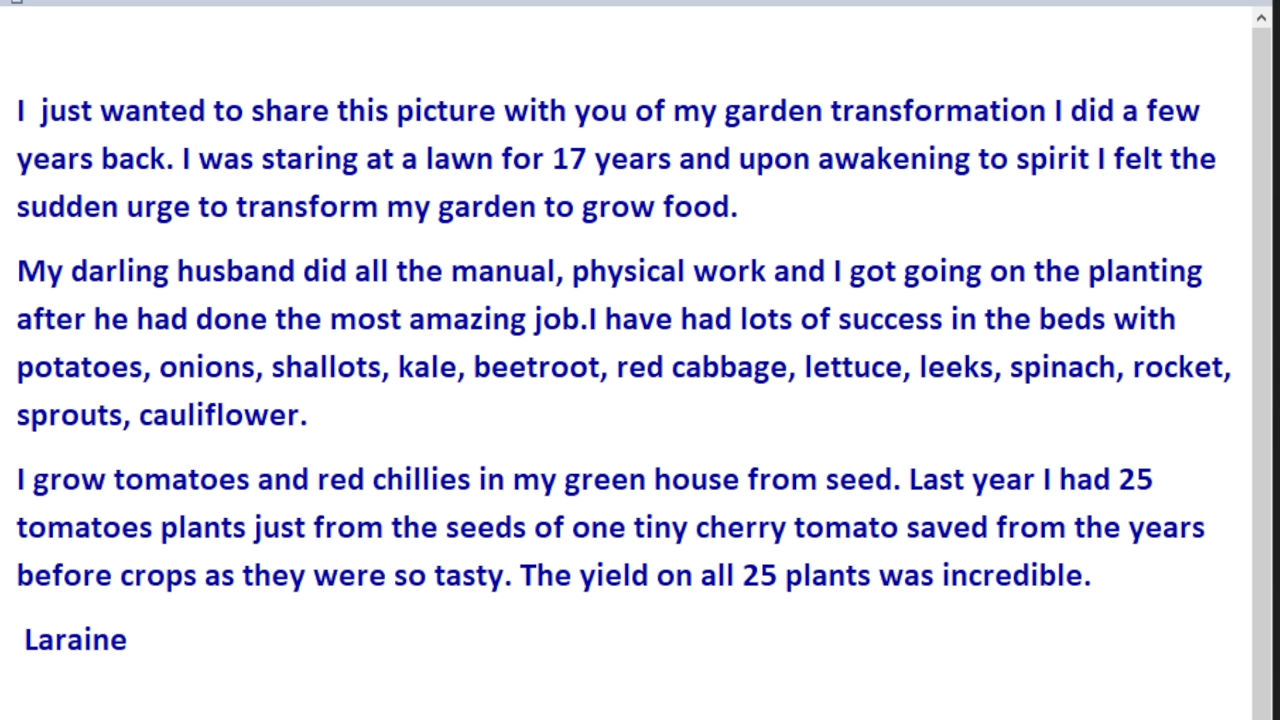 I  just wanted to share this picture with you of my garden transformation I did a few
years back. I was staring at a lawn for 17 years and upon awakening to spirit I felt the
sudden urge to transform my garden to grow food.
My darling husband did all the manual, physical work and I got going on the planting
after he had done the most amazing job.I have had lots of success in the beds with
potatoes, onions, shallots, kale, beetroot, red cabbage, lettuce, leeks, spinach, rocket,
sprouts, cauliflower.
I grow tomatoes and red chillies in my green house from seed. Last year I had 25
tomatoes plants just from the seeds of one tiny cherry tomato saved from the years
before crops as they were so tasty. The yield on all 25 plants was incredible.
Laraine